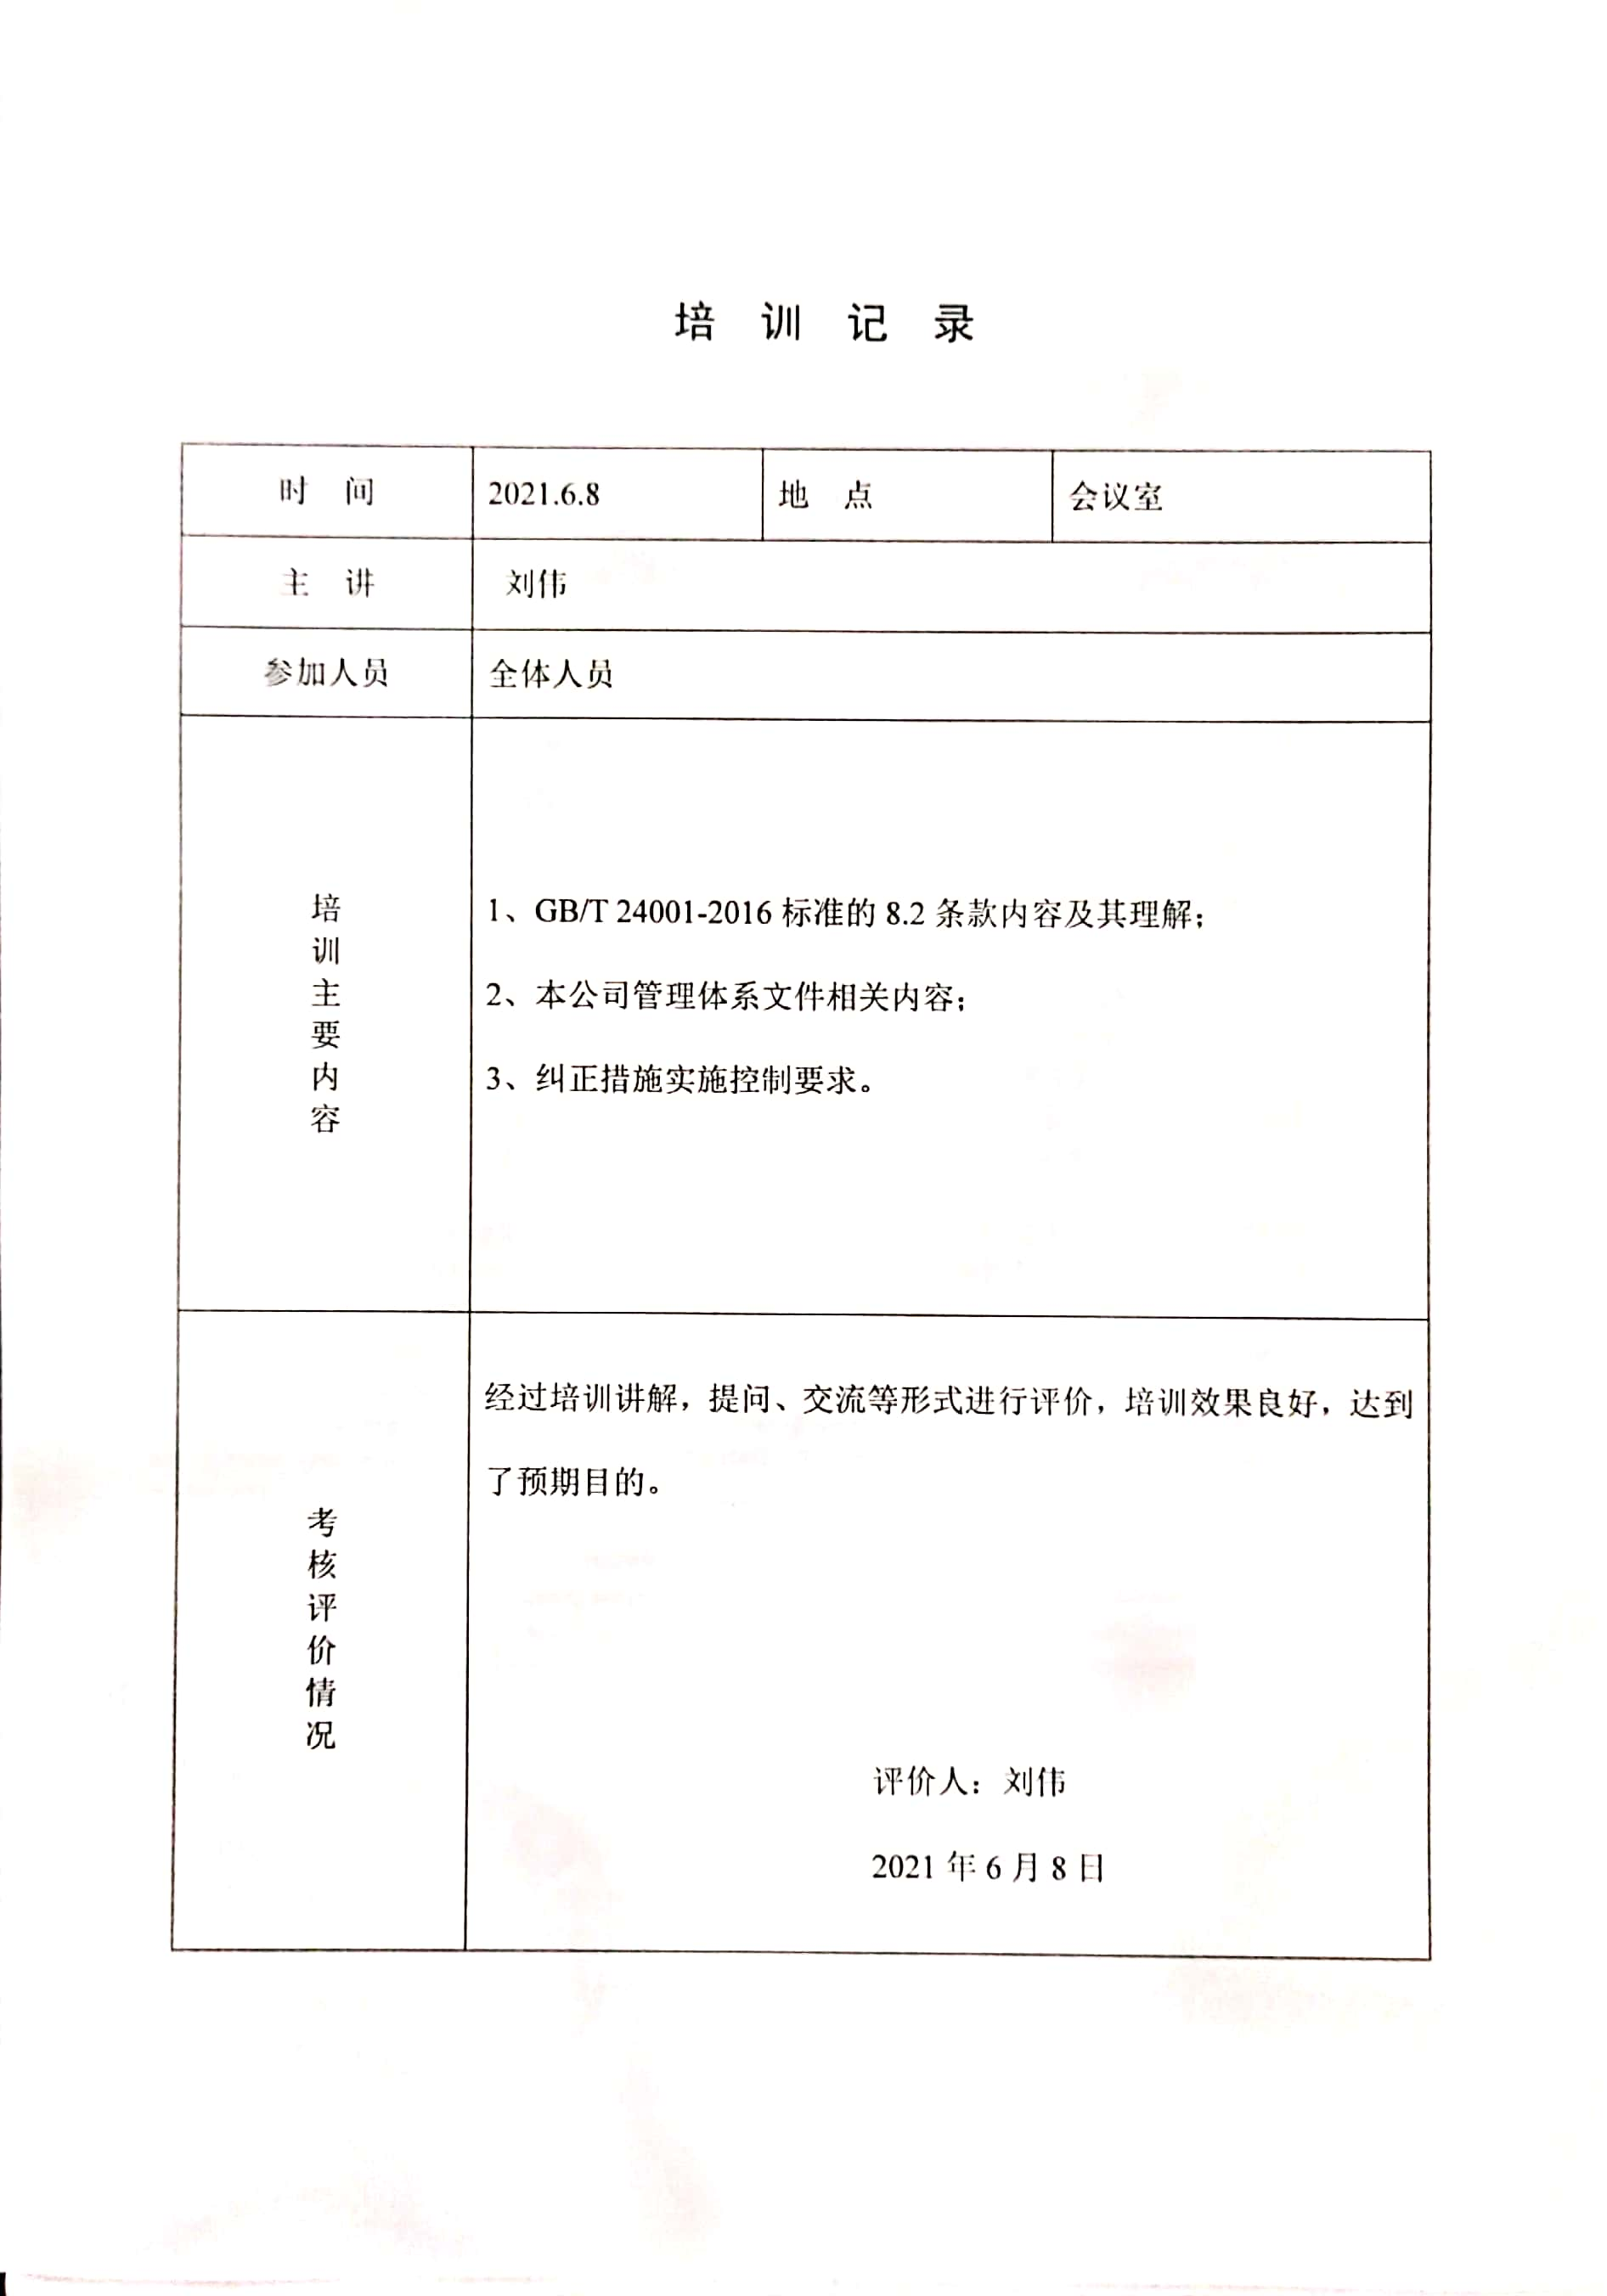 培 训 记 录
时 间 2021.6.8 地 点 会议室
主 讲 刘伟
参加人员 全体人员
培训主要内容
1、GB/T 24001-2016 标准的 8.2 条款内容及其理解；
2、本公司管理体系文件相关内容；
3、纠正措施实施控制要求。
考核评价情况
经过培训讲解，提问、交流等形式进行评价，培训效果良好，达到
了预期目的。
评价人：刘伟
2021 年 6 月 8 日